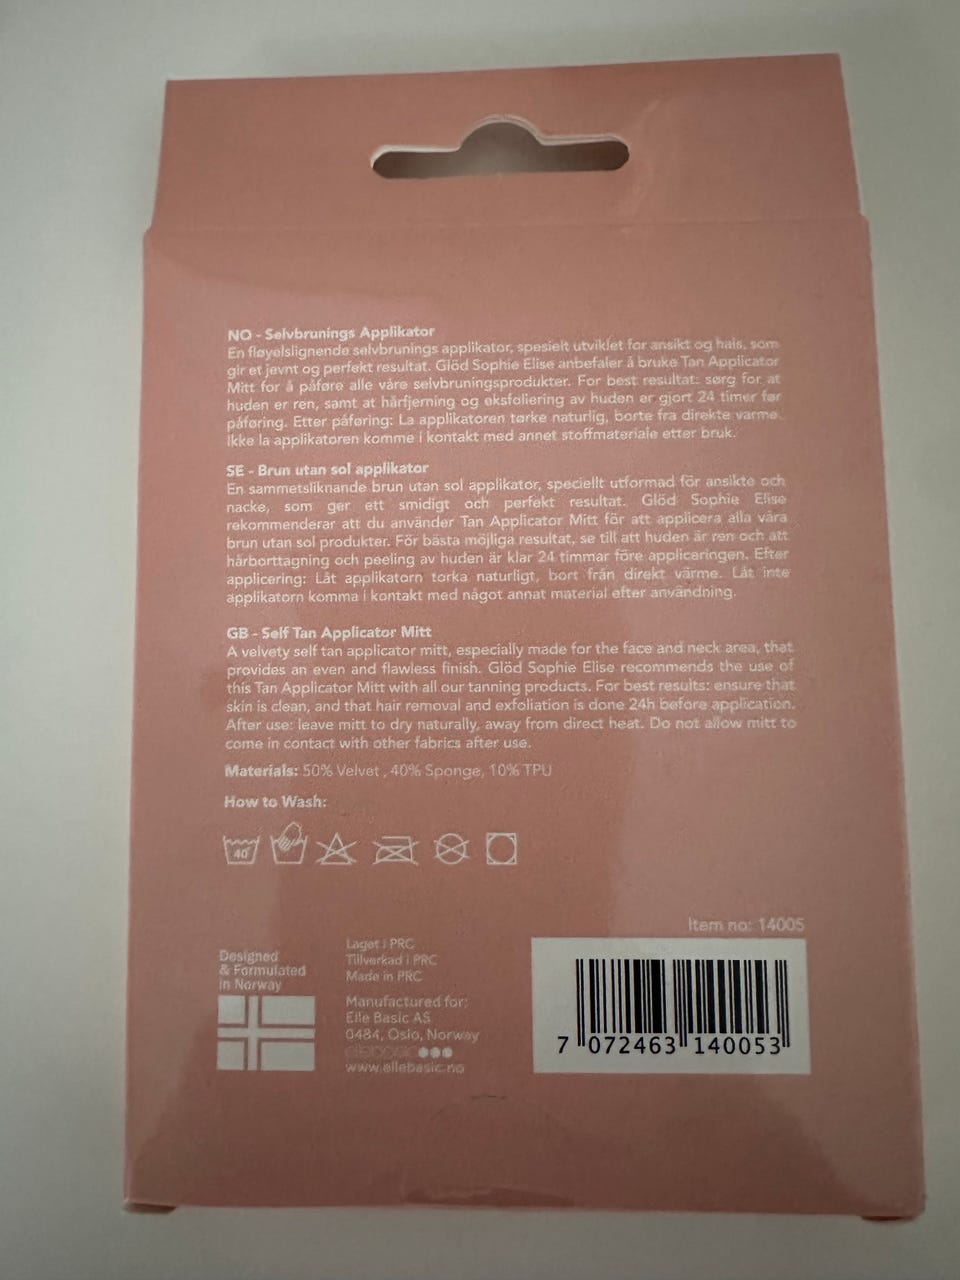 NO - Selvbrunings Applikator
En fløyelslignende selvbrunings applikator, spesielt utviklet for ansikt og hals, som
gir et jevnt og perfekt resultat. Glöd Sophie Elise anbefaler å bruke Tan Applicator
Mitt for å påføre alle våre selvbruningsprodukter. For best resultat: sørg for at
huden er ren, samt at hårfjerning og eksfoliering av huden er gjort 24 timer før
påføring. Etter påføring: La applikatoren tørke naturlig, borte fra direkte varme.
Ikke la applikatoren komme i kontakt med annet stoffmateriale etter bruk.
SE - Brun utan sol applikator
En sammetsliknande brun utan sol applikator, speciellt utformad för ansikte och
nacke, som ger ett smidigt och perfekt resultat. Glöd Sophie Elise
rekommenderar att du använder Tan Applicator Mitt för att applicera alla våra
brun utan sol produkter. För bästa möjliga resultat, se till att huden är ren och att
hårborttagning och peeling av huden är klar 24 timmar före appliceringen. Efter
applicering: Låt applikatorn torka naturligt, bort från direkt värme. Låt inte
applikatorn komma i kontakt med något annat material efter användning.
GB - Self Tan Applicator Mitt
A velvety self tan applicator mitt, especially made for the face and neck area, that
provides an even and flawless finish. Glöd Sophie Elise recommends the use of
this Tan Applicator Mitt with all our tanning products. For best results: ensure that
skin is clean, and that hair removal and exfoliation is done 24h before application.
After use: leave mitt to dry naturally, away from direct heat. Do not allow mitt to
come in contact with other fabrics after use.
Materials: 50% Velvet , 40% Sponge, 10% TPU
How to Wash:
40
Item no: 14005
Designed
& Formulated
in Norway
Laget i PRC
Tillverkad i PRC
Made in PRC
Manufactured for:
Elle Basic AS
0484, Oslo, Norway
ellebasic
www.ellebasic.no
7 072463 140053